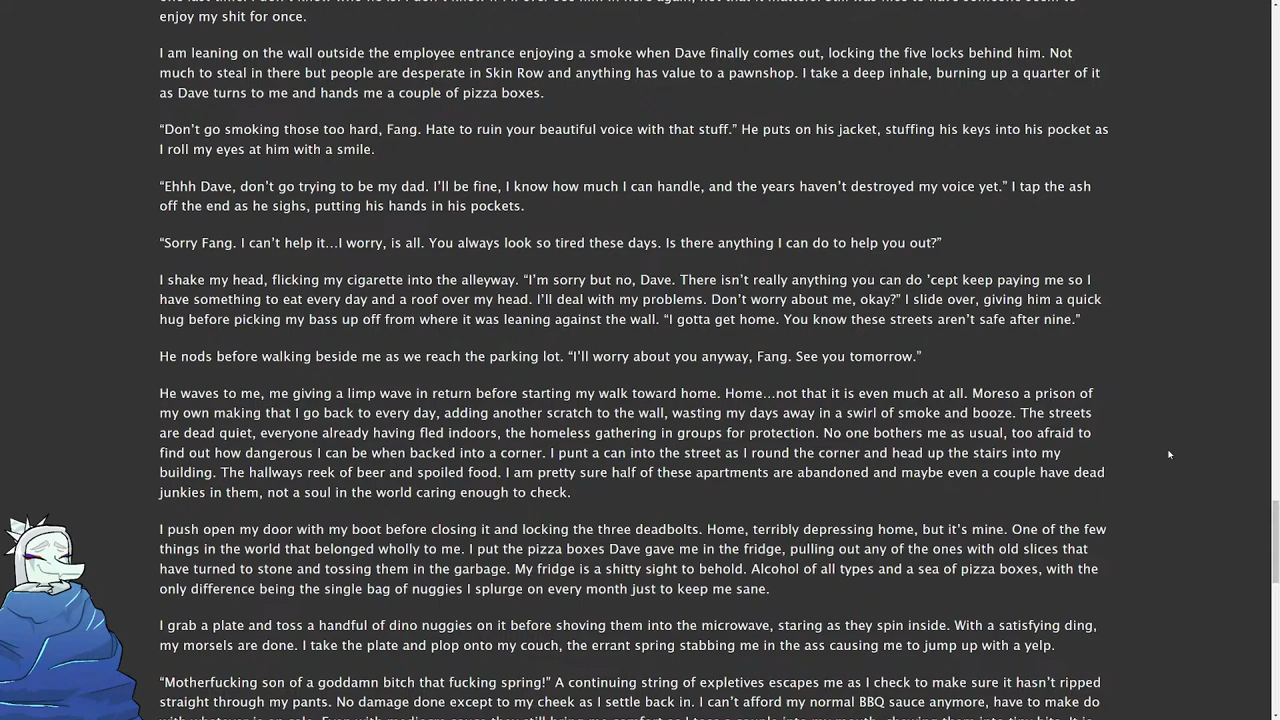 enjoy my shit for once.
I am leaning on the wall outside the employee entrance enjoying a smoke when Dave finally comes out, locking the five locks behind him. Not
much to steal in there but people are desperate in Skin Row and anything has value to a pawnshop. I take a deep inhale, burning up a quarter of it
as Dave turns to me and hands me a couple of pizza boxes.
“Don’t go smoking those too hard, Fang. Hate to ruin your beautiful voice with that stuff.” He puts on his jacket, stuffing his keys into his pocket as
I roll my eyes at him with a smile.
“Ehhh Dave, don’t go trying to be my dad. I’ll be fine, I know how much I can handle, and the years haven’t destroyed my voice yet.” I tap the ash
off the end as he sighs, putting his hands in his pockets.
“Sorry Fang. I can’t help it…I worry, is all. You always look so tired these days. Is there anything I can do to help you out?”
I shake my head, flicking my cigarette into the alleyway. “I’m sorry but no, Dave. There isn’t really anything you can do ’cept keep paying me so I
have something to eat every day and a roof over my head. I’ll deal with my problems. Don’t worry about me, okay?” I slide over, giving him a quick
hug before picking my bass up off from where it was leaning against the wall. “I gotta get home. You know these streets aren’t safe after nine.”
He nods before walking beside me as we reach the parking lot. “I’ll worry about you anyway, Fang. See you tomorrow.”
He waves to me, me giving a limp wave in return before starting my walk toward home. Home…not that it is even much at all. Moreso a prison of
my own making that I go back to every day, adding another scratch to the wall, wasting my days away in a swirl of smoke and booze. The streets
are dead quiet, everyone already having fled indoors, the homeless gathering in groups for protection. No one bothers me as usual, too afraid to
find out how dangerous I can be when backed into a corner. I punt a can into the street as I round the corner and head up the stairs into my
building. The hallways reek of beer and spoiled food. I am pretty sure half of these apartments are abandoned and maybe even a couple have dead
junkies in them, not a soul in the world caring enough to check.
I push open my door with my boot before closing it and locking the three deadbolts. Home, terribly depressing home, but it’s mine. One of the few
things in the world that belonged wholly to me. I put the pizza boxes Dave gave me in the fridge, pulling out any of the ones with old slices that
have turned to stone and tossing them in the garbage. My fridge is a shitty sight to behold. Alcohol of all types and a sea of pizza boxes, with the
only difference being the single bag of nuggies I splurge on every month just to keep me sane.
I grab a plate and toss a handful of dino nuggies on it before shoving them into the microwave, staring as they spin inside. With a satisfying ding,
my morsels are done. I take the plate and plop onto my couch, the errant spring stabbing me in the ass causing me to jump up with a yelp.
“Motherfucking son of a goddamn bitch that fucking spring!” A continuing string of expletives escapes me as I check to make sure it hasn’t ripped
straight through my pants. No damage done except to my cheek as I settle back in. I can’t afford my normal BBQ sauce anymore, have to make do